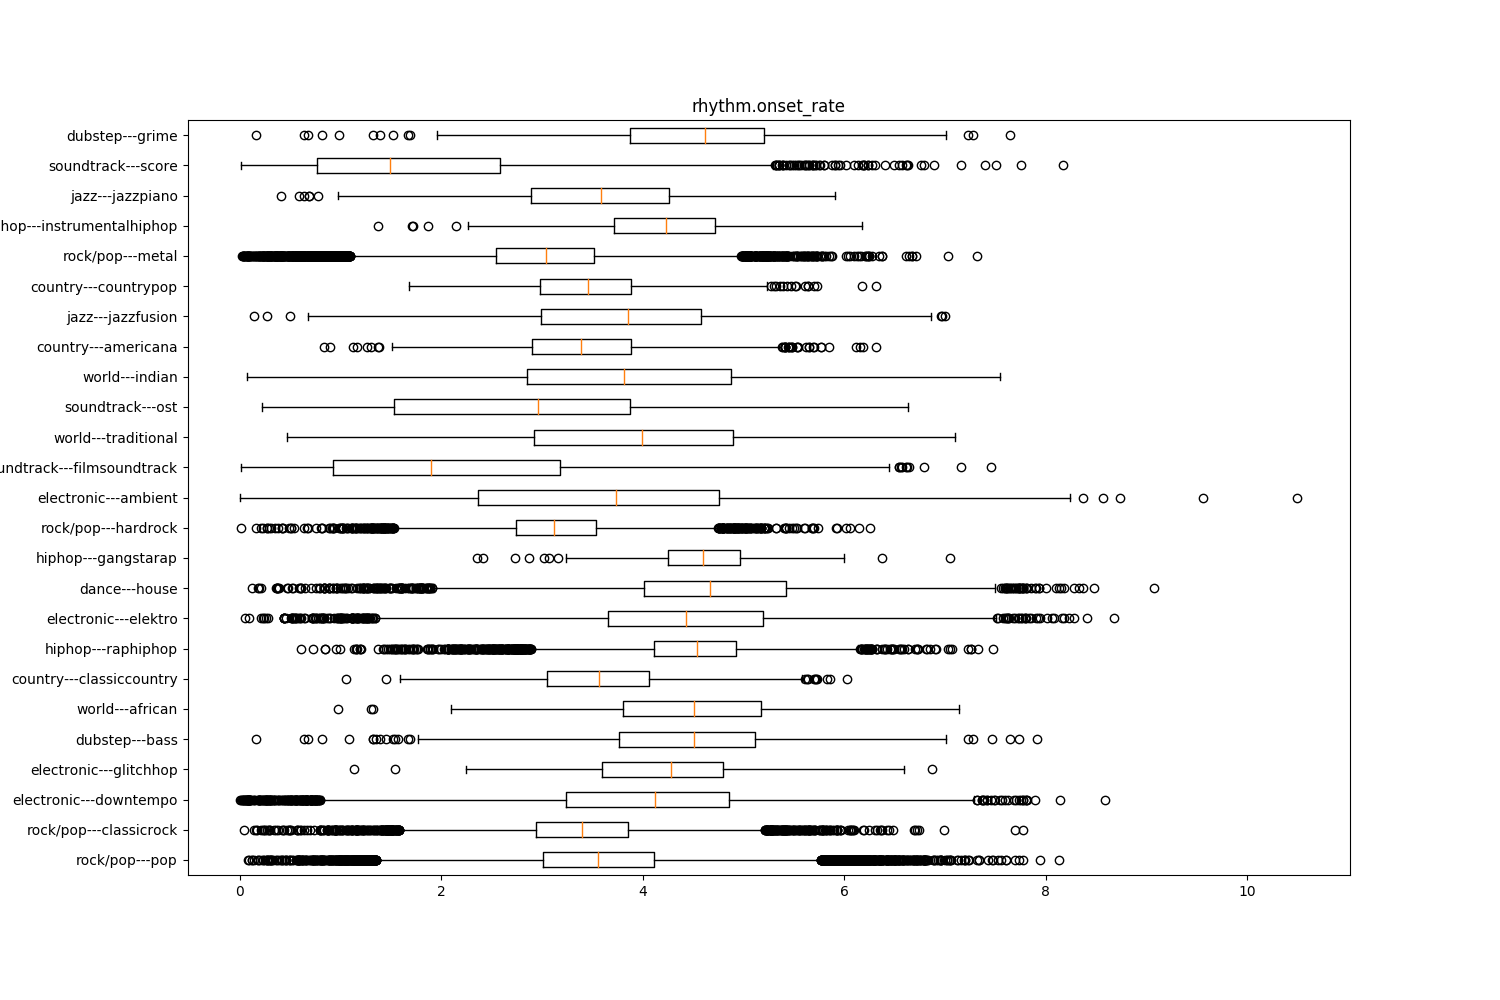 rhythm.onset_rate
dubstep---grime
soundtrack---score
jazz---jazzpiano
hop---instrumentalhiphop
rock/pop---metal
country---countrypop
jazz---jazzfusion
country---americana
world---indian
soundtrack---ost
world---traditional
undtrack---filmsoundtrack
electronic---ambient
rock/pop---hardrock
hiphop---gangstarap
dance---house
electronic---elektro
hiphop---raphiphop
country---classiccountry
world---african
dubstep---bass
electronic---glitchhop
electronic---downtempo
rock/pop---classicrock
rock/pop---pop
0 2 4 6 8 10